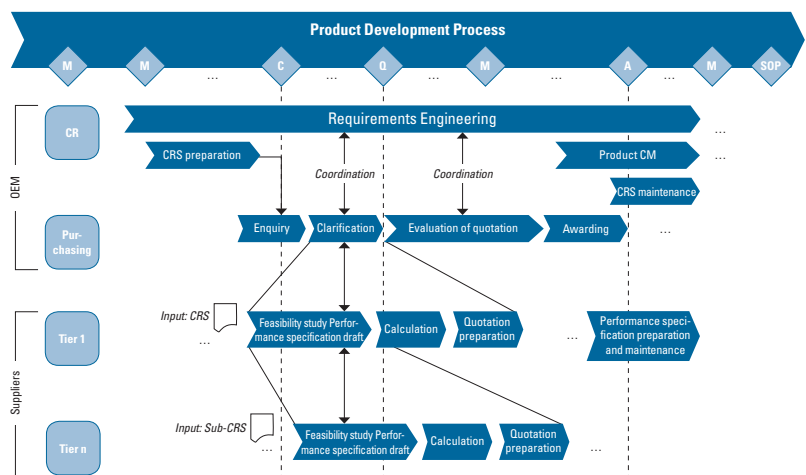 Product Development Process
M
M
...
C
Q
...
M
...
A
...
M
SOP
OEM
CR
Requirements Engineering
...
CRS preparation
Coordination
Coordination
Product CM
...
CRS maintenance
Pur-
chasing
Enquiry
Clarification
Evaluation of quotation
Awarding
...
Suppliers
Tier 1
Input: CRS
...
Feasibility study Perfor-
mance specification draft
Calculation
Quotation
preparation
...
Performance speci-
fication preparation
and maintenance
Tier n
Input: Sub-CRS
...
Feasibility study Perfor-
mance specification draft
Calculation
Quotation
preparation
...